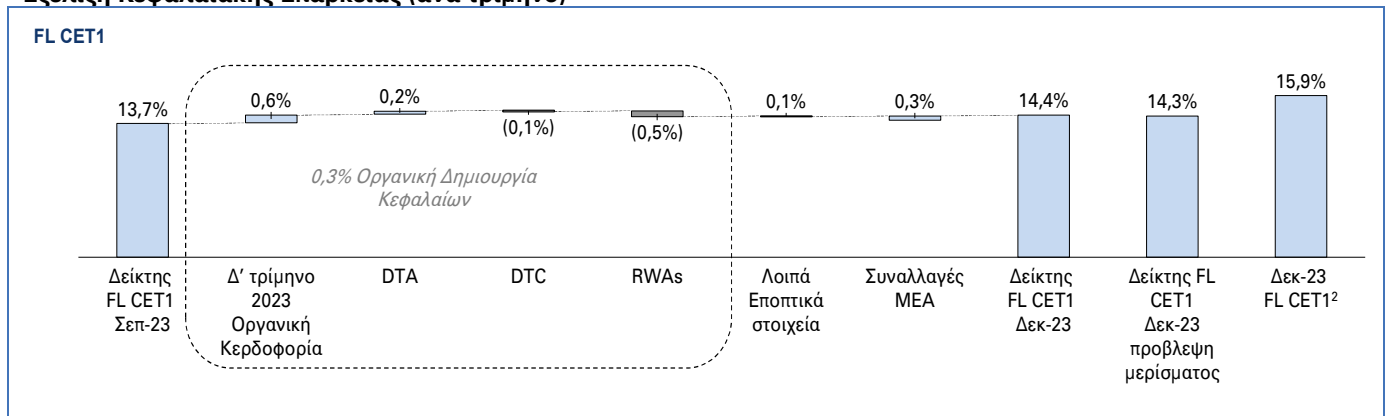 Εξέλιξη Κεφαλαιακής Επάρκειας (ανά τρίμηνο)
FL CET1
13,7%
0,6%
0,2%
(0,1%)
(0,5%)
0,1%
0,3%
14,4%
14,3%
15,9%
0,3% Οργανική Δημιουργία
Κεφαλαίων
Δείκτης
FL CET1
Σεπ-23
Δ’ τρίμηνο
2023
Οργανική
Κερδοφορία
DTA
DTC
RWAs
Λοιπά
Εποπτικά
στοιχεία
Συναλλαγές
ΜΕΑ
Δείκτης
FL CET1
Δεκ-23
Δείκτης FL
CET1
Δεκ-23
προβλεψη
μερίσματος
Δεκ-23
FL CET1²